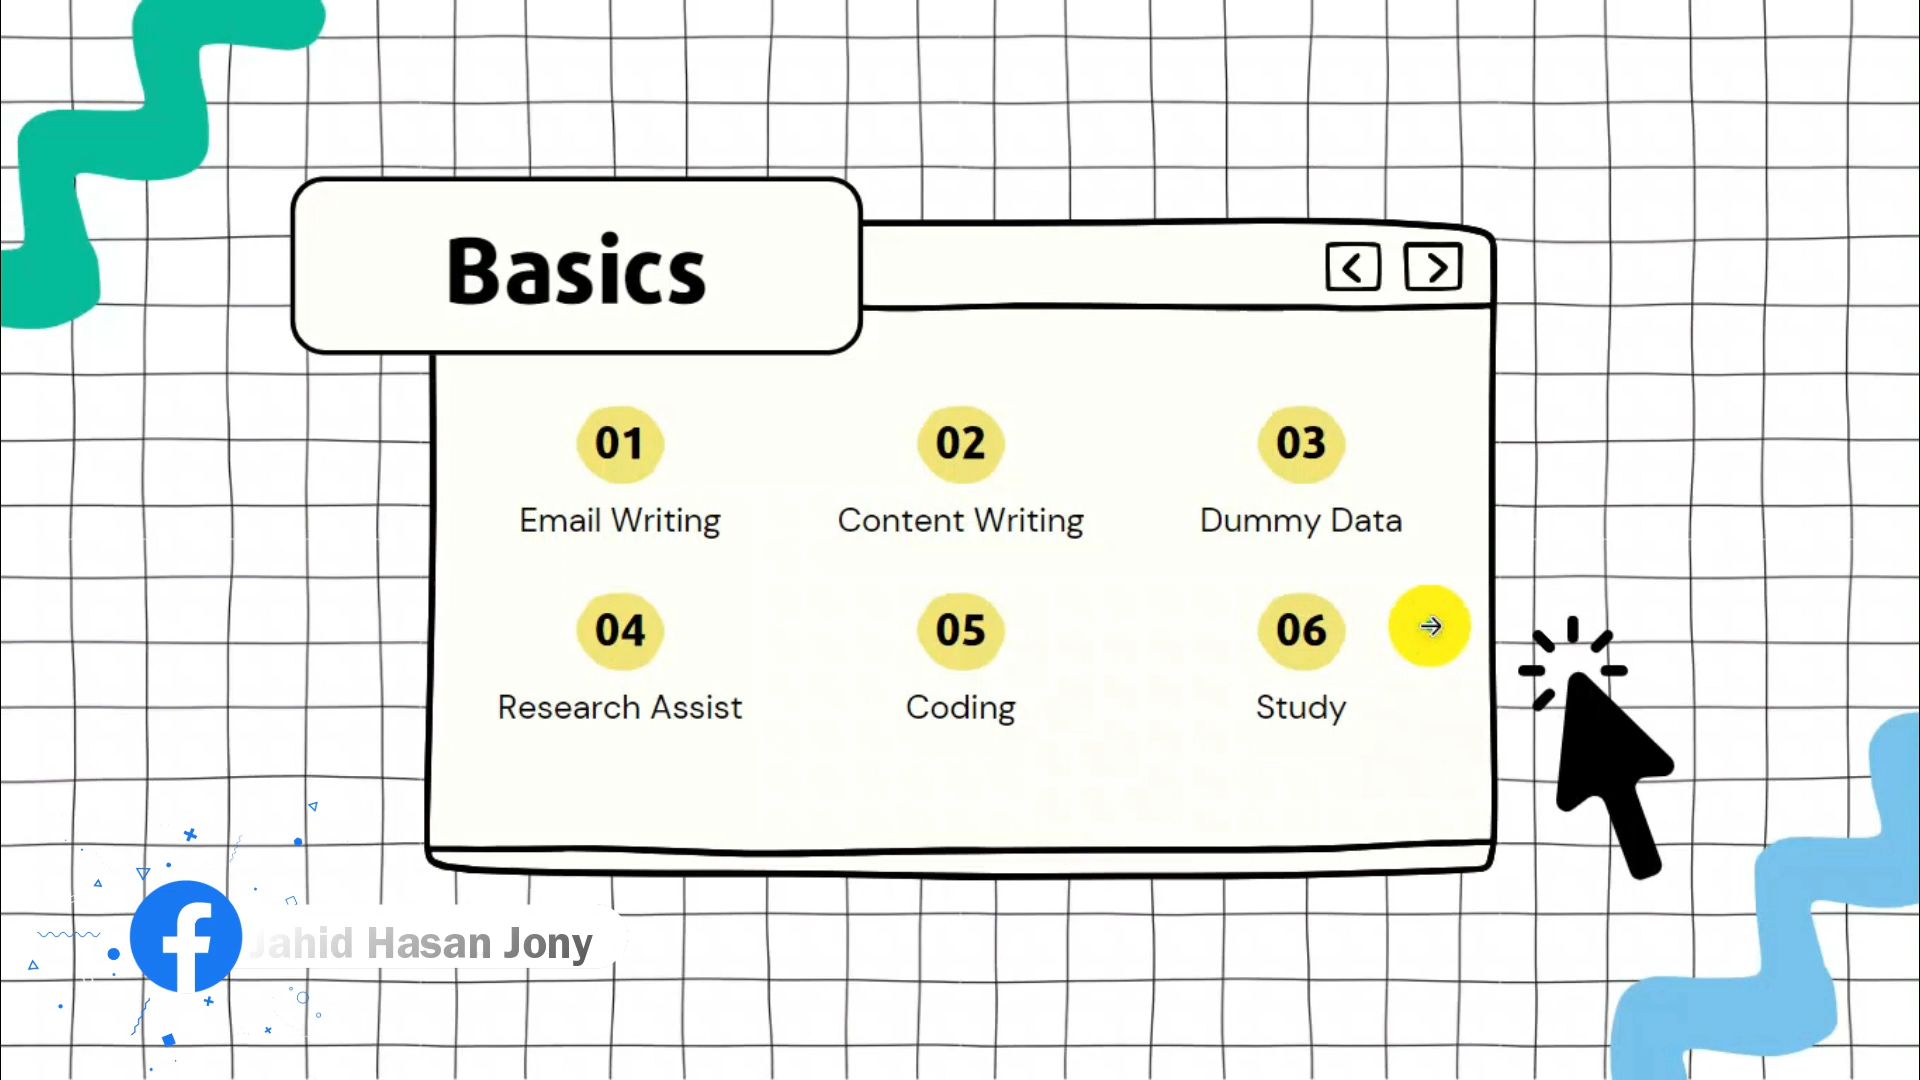 Basics
01
02
03
Email Writing
Content Writing
Dummy Data
04
05
06
Research Assist
Coding
Study
Jahid Hasan Jony